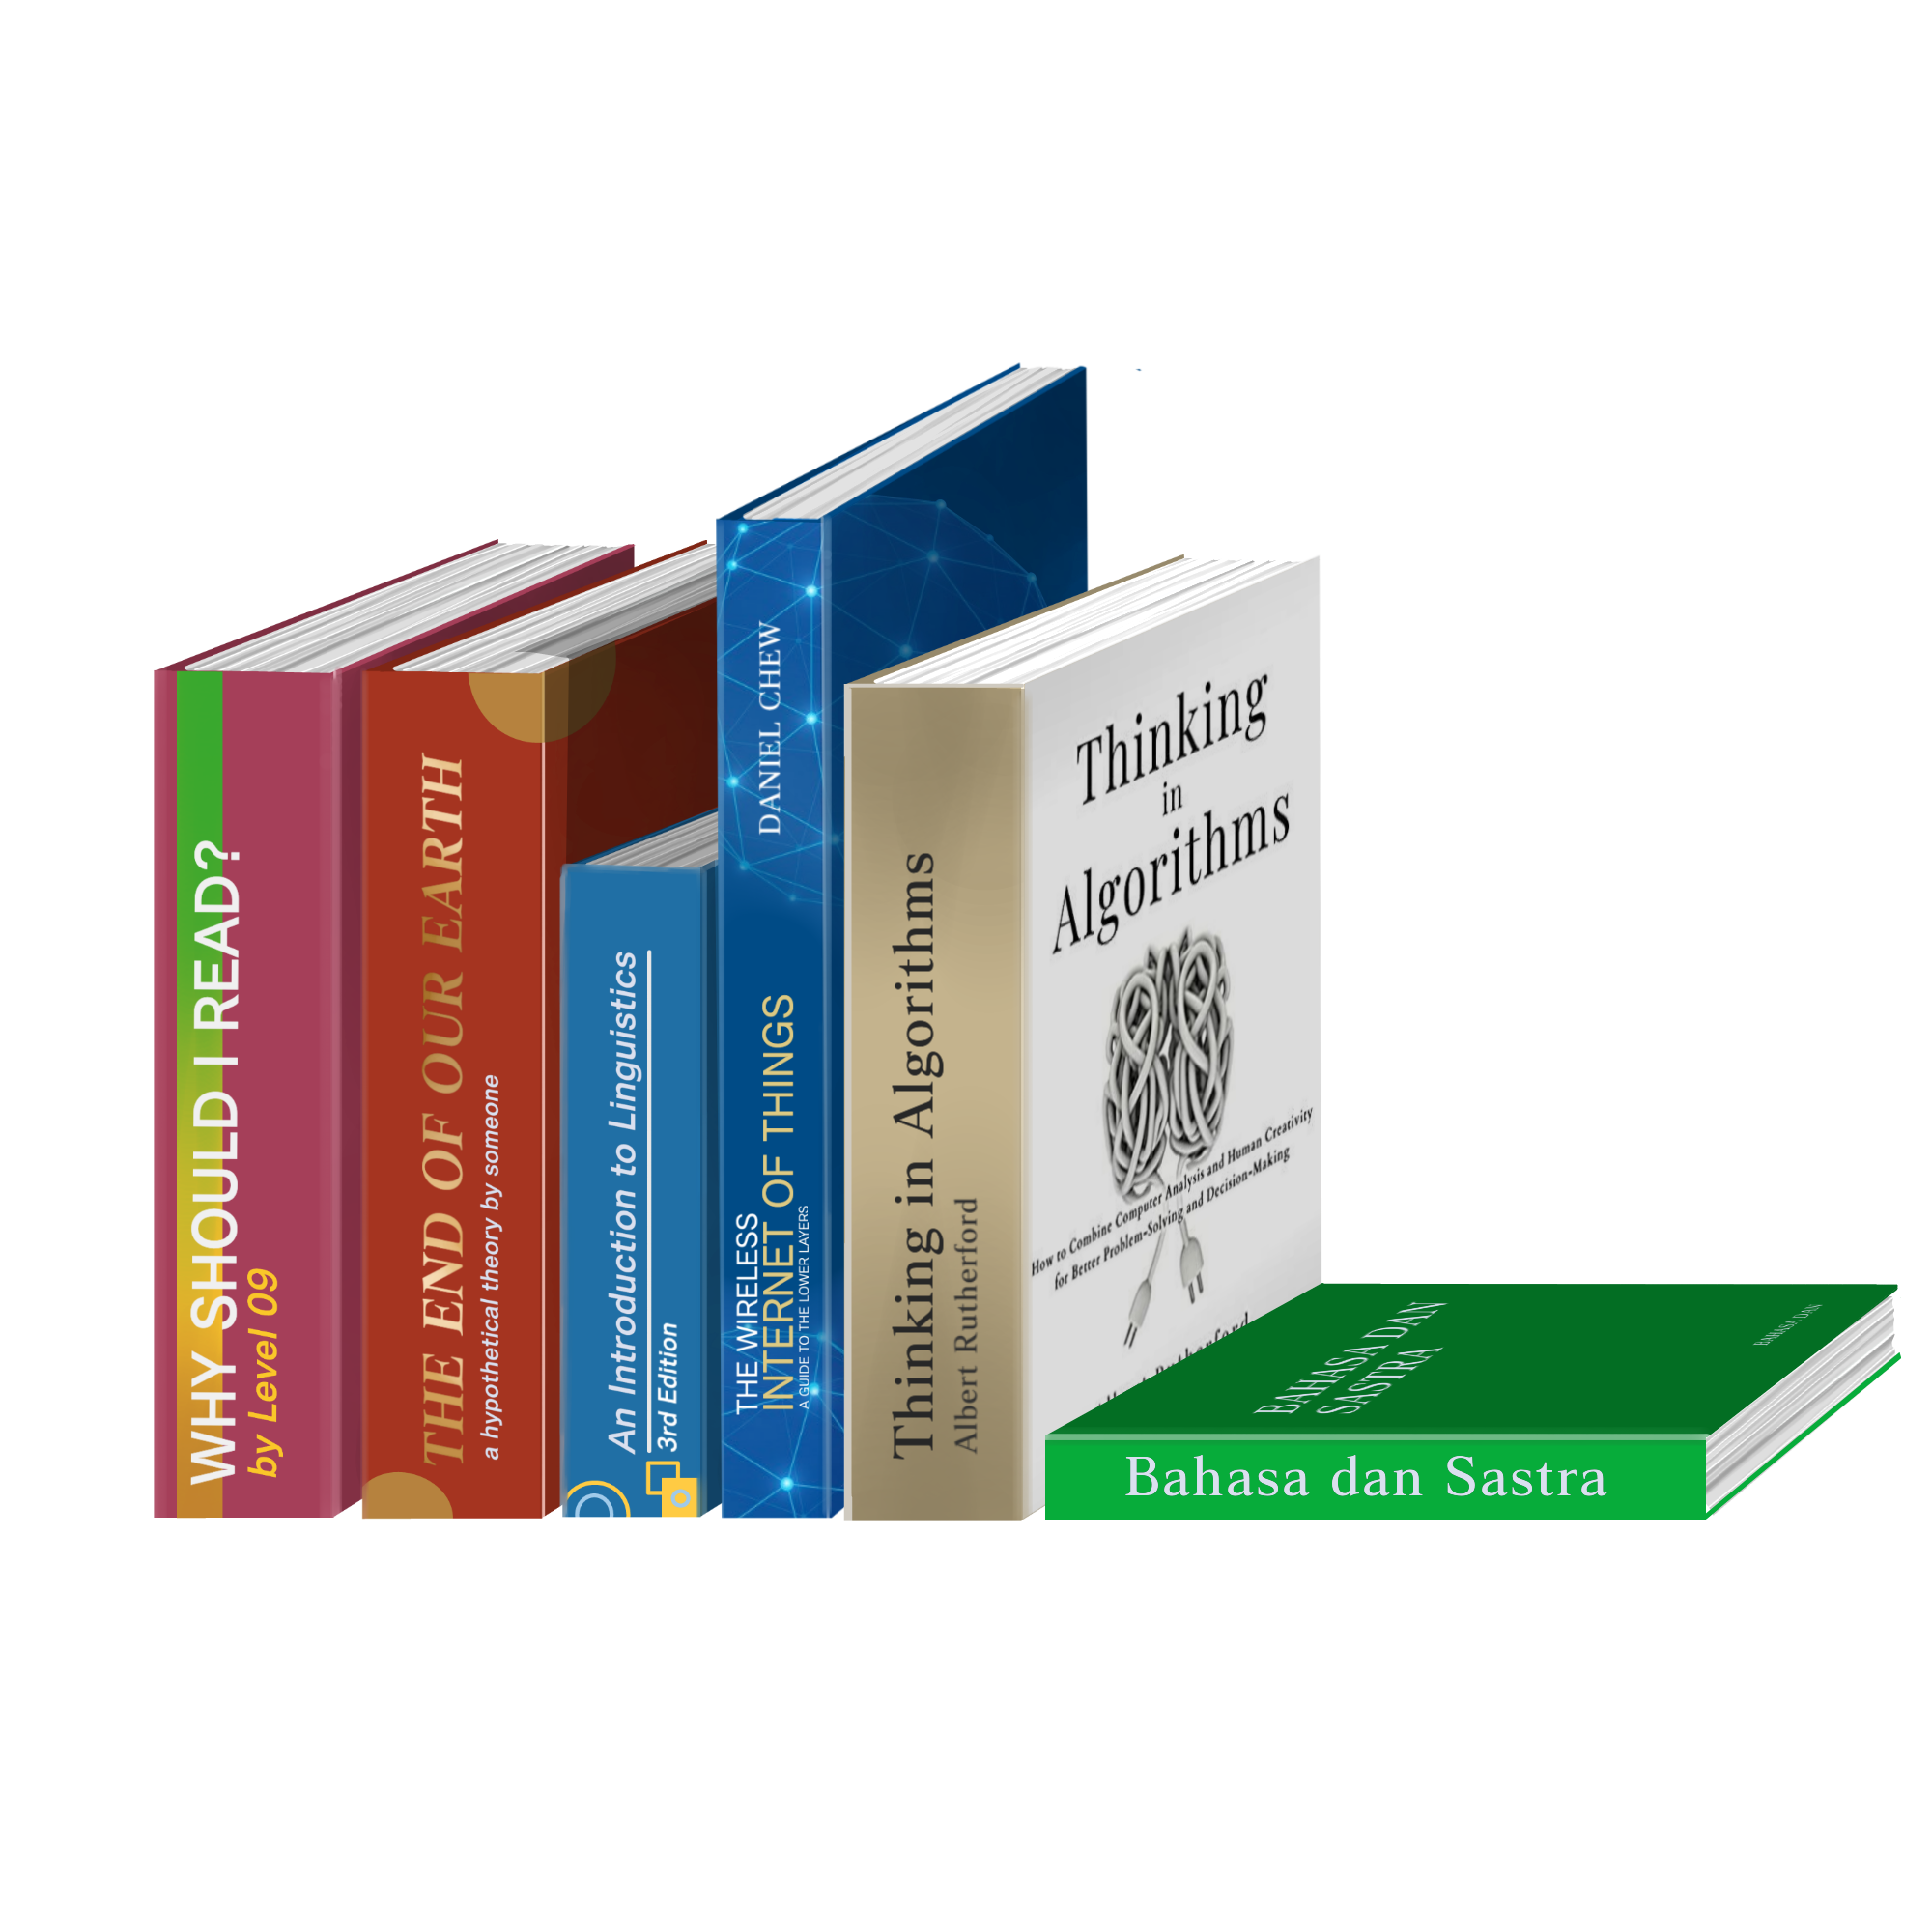 WHY SHOULD I READ?
by Level 09
THE END OF OUR EARTH
a hypothetical theory by someone
An Introduction to Linguistics
3rd Edition
DANIEL CHEW
THE WIRELESS
INTERNET OF THINGS
A GUIDE TO THE LOWER LAYERS
Thinking in Algorithms
Albert Rutherford
Thinking
in
Algorithms
How to Combine Computer Analysis and Human Creativity
for Better Problem-Solving and Decision-Making
BAHASA DAN
SASTRA
BAHASA DAN
Bahasa dan Sastra